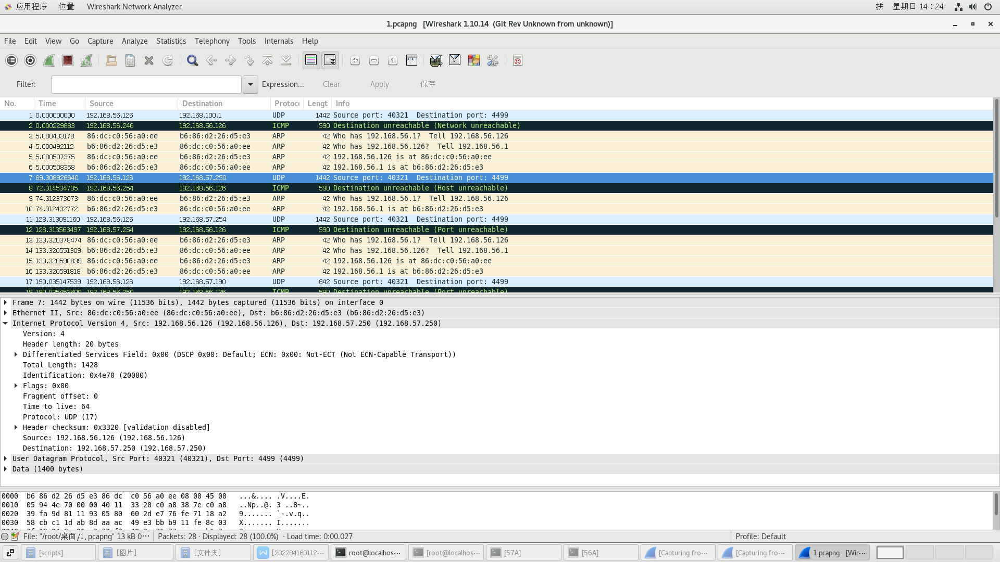 应用程序 位置 Wireshark Network Analyzer 拼 星期日 14：24
1.pcapng [Wireshark 1.10.14 (Git Rev Unknown from unknown)]
File Edit View Go Capture Analyze Statistics Telephony Tools Internals Help
Filter: Expression... Clear Apply 保存
No. Time Source Destination Protoc Lengt Info
1 0.000000000 192.168.56.126 192.168.100.1 UDP 1442 Source port: 40321 Destination port: 4499
2 0.000229883 192.168.56.246 192.168.56.126 ICMP 590 Destination unreachable (Network unreachable)
3 5.000433178 86:dc:c0:56:a0:ee b6:86:d2:26:d5:e3 ARP 42 Who has 192.168.56.1? Tell 192.168.56.126
4 5.000492112 b6:86:d2:26:d5:e3 86:dc:c0:56:a0:ee ARP 42 Who has 192.168.56.126? Tell 192.168.56.1
5 5.000507375 86:dc:c0:56:a0:ee b6:86:d2:26:d5:e3 ARP 42 192.168.56.126 is at 86:dc:c0:56:a0:ee
6 5.000508358 b6:86:d2:26:d5:e3 86:dc:c0:56:a0:ee ARP 42 192.168.56.1 is at b6:86:d2:26:d5:e3
7 69.308926640 192.168.56.126 192.168.57.250 UDP 1442 Source port: 40321 Destination port: 4499
8 72.314534705 192.168.56.254 192.168.56.126 ICMP 590 Destination unreachable (Host unreachable)
9 74.312373673 86:dc:c0:56:a0:ee b6:86:d2:26:d5:e3 ARP 42 Who has 192.168.56.1? Tell 192.168.56.126
10 74.312432772 b6:86:d2:26:d5:e3 86:dc:c0:56:a0:ee ARP 42 192.168.56.1 is at b6:86:d2:26:d5:e3
11 128.313091160 192.168.56.126 192.168.57.254 UDP 1442 Source port: 40321 Destination port: 4499
12 128.313563497 192.168.57.254 192.168.56.126 ICMP 590 Destination unreachable (Port unreachable)
13 133.320378474 86:dc:c0:56:a0:ee b6:86:d2:26:d5:e3 ARP 42 Who has 192.168.56.1? Tell 192.168.56.126
14 133.320551309 b6:86:d2:26:d5:e3 86:dc:c0:56:a0:ee ARP 42 Who has 192.168.56.126? Tell 192.168.56.1
15 133.320590839 86:dc:c0:56:a0:ee b6:86:d2:26:d5:e3 ARP 42 192.168.56.126 is at 86:dc:c0:56:a0:ee
16 133.320591818 b6:86:d2:26:d5:e3 86:dc:c0:56:a0:ee ARP 42 192.168.56.1 is at b6:86:d2:26:d5:e3
17 190.035147539 192.168.56.126 192.168.57.190 UDP 842 Source port: 40321 Destination port: 4499
192.168.56.126 ICMP 590 Destination unreachable (Port unreachable)
Frame 7: 1442 bytes on wire (11536 bits), 1442 bytes captured (11536 bits) on interface 0
Ethernet II, Src: 86:dc:c0:56:a0:ee (86:dc:c0:56:a0:ee), Dst: b6:86:d2:26:d5:e3 (b6:86:d2:26:d5:e3)
Internet Protocol Version 4, Src: 192.168.56.126 (192.168.56.126), Dst: 192.168.57.250 (192.168.57.250)
Version: 4
Header length: 20 bytes
Differentiated Services Field: 0x00 (DSCP 0x00: Default; ECN: 0x00: Not-ECT (Not ECN-Capable Transport))
Total Length: 1428
Identification: 0x4e70 (20080)
Flags: 0x00
Fragment offset: 0
Time to live: 64
Protocol: UDP (17)
Header checksum: 0x3320 [validation disabled]
Source: 192.168.56.126 (192.168.56.126)
Destination: 192.168.57.250 (192.168.57.250)
User Datagram Protocol, Src Port: 40321 (40321), Dst Port: 4499 (4499)
Data (1400 bytes)
0000 b6 86 d2 26 d5 e3 86 dc c0 56 a0 ee 08 00 45 00 ...&.... .V....E.
0010 05 94 4e 70 00 00 40 11 33 20 c0 a8 38 7e c0 a8 ..Np..@. 3 ..8~..
0020 39 fa 9d 81 11 93 05 80 60 2d e7 76 fe 71 18 a2 9....... `-.v.q..
0030 58 cb c1 1d ab 8d aa ac 49 e3 bb b9 11 fe 8c 03 X....... I.......
File: "/root/桌面/1.pcapng" 13 kB 0⋯ Packets: 28 · Displayed: 28 (100.0%) · Load time: 0:00.027 Profile: Default
[scripts] [图片] [文件夹] [202284160112⋯ root@localhos⋯ [root@localhos⋯ [57A] [56A] [Capturing fro⋯ [Capturing fro⋯ 1.pcapng [Wir⋯